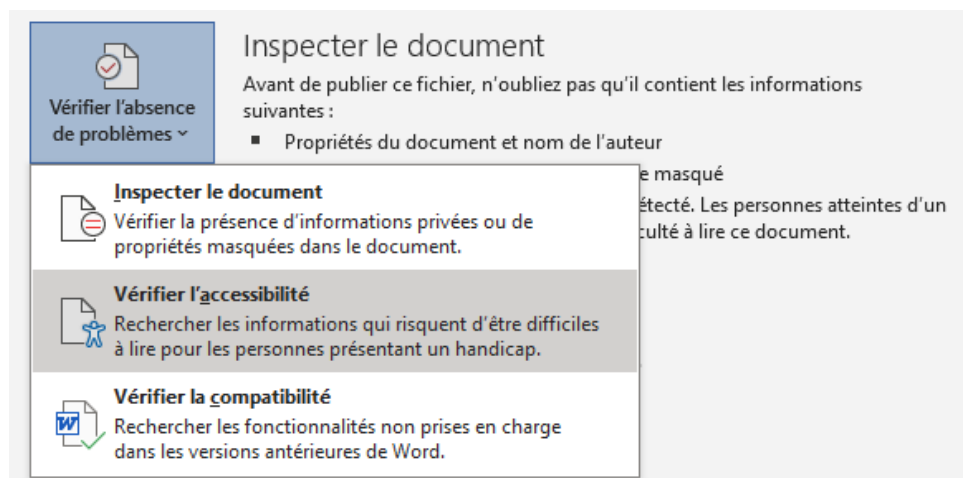 Inspecter le document
Avant de publier ce fichier, n'oubliez pas qu'il contient les informations
suivantes :
▪ Propriétés du document et nom de l'auteur
masqué
Les personnes atteintes d'un
à lire ce document.
Vérifier l'absence
de problèmes
Inspecter le document
Vérifier la présence d'informations privées ou de
propriétés masquées dans le document.
Vérifier l'accessibilité
Rechercher les informations qui risquent d'être difficiles
à lire pour les personnes présentant un handicap.
Vérifier la compatibilité
Rechercher les fonctionnalités non prises en charge
dans les versions antérieures de Word.